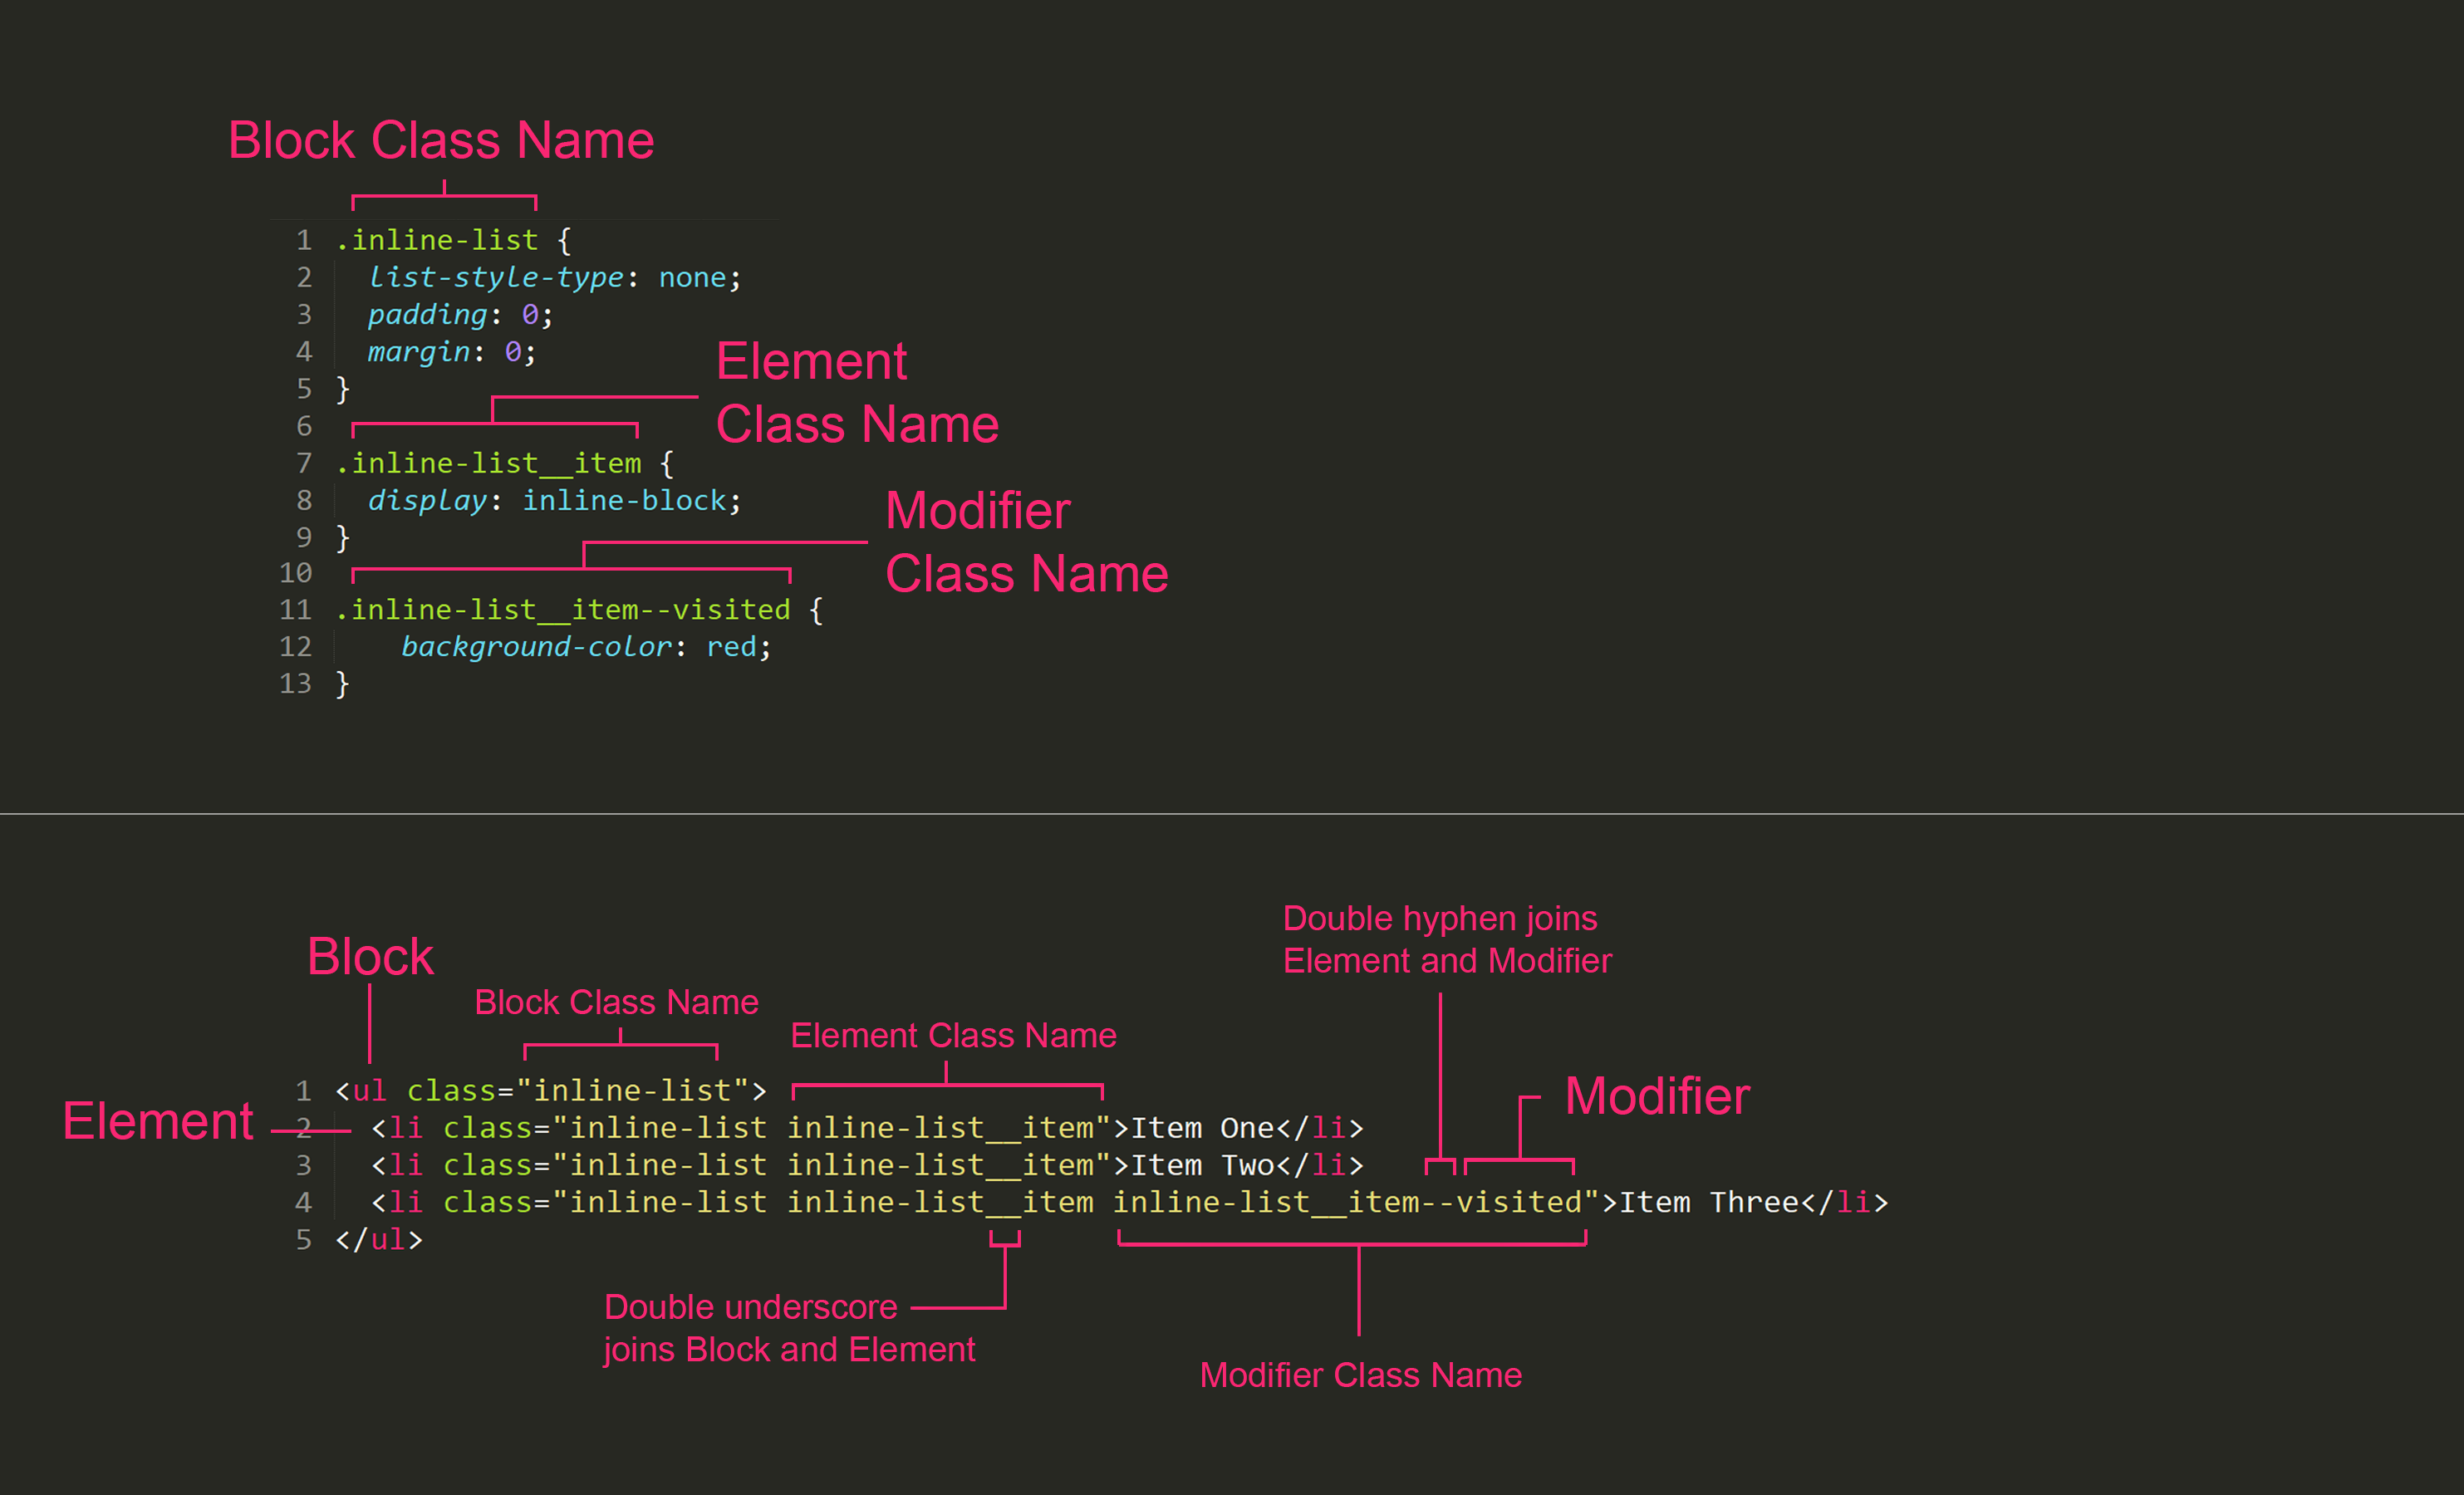 Block Class Name
1 .inline-list {
2 list-style-type: none;
3 padding: 0;
4 margin: 0;
5 }
Element
Class Name
6
7 .inline-list__item {
8 display: inline-block;
9 }
Modifier
Class Name
10
11 .inline-list__item--visited {
12 background-color: red;
13 }
Double hyphen joins
Element and Modifier
Block
Block Class Name
Element Class Name
Modifier
Element
1 <ul class="inline-list">
2 <li class="inline-list inline-list__item">Item One</li>
3 <li class="inline-list inline-list__item">Item Two</li>
4 <li class="inline-list inline-list__item inline-list__item--visited">Item Three</li>
5 </ul>
Double underscore
joins Block and Element
Modifier Class Name